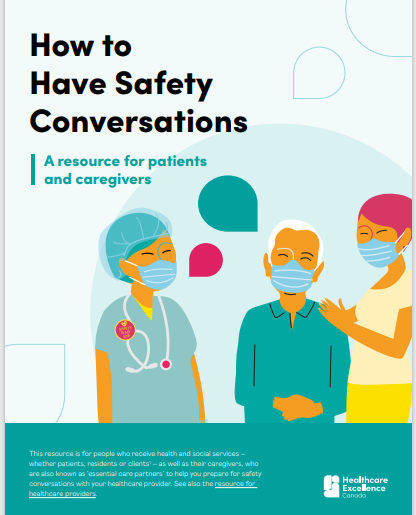 How to
Have Safety
Conversations
A resource for patients
and caregivers
This resource is for people who receive health and social services –
whether patients, residents or clients¹ – as well as their caregivers, who
are also known as ‘essential care partners’ to help you prepare for safety
conversations with your healthcare provider. See also the resource for
healthcare providers.
Healthcare
Excellence
Canada